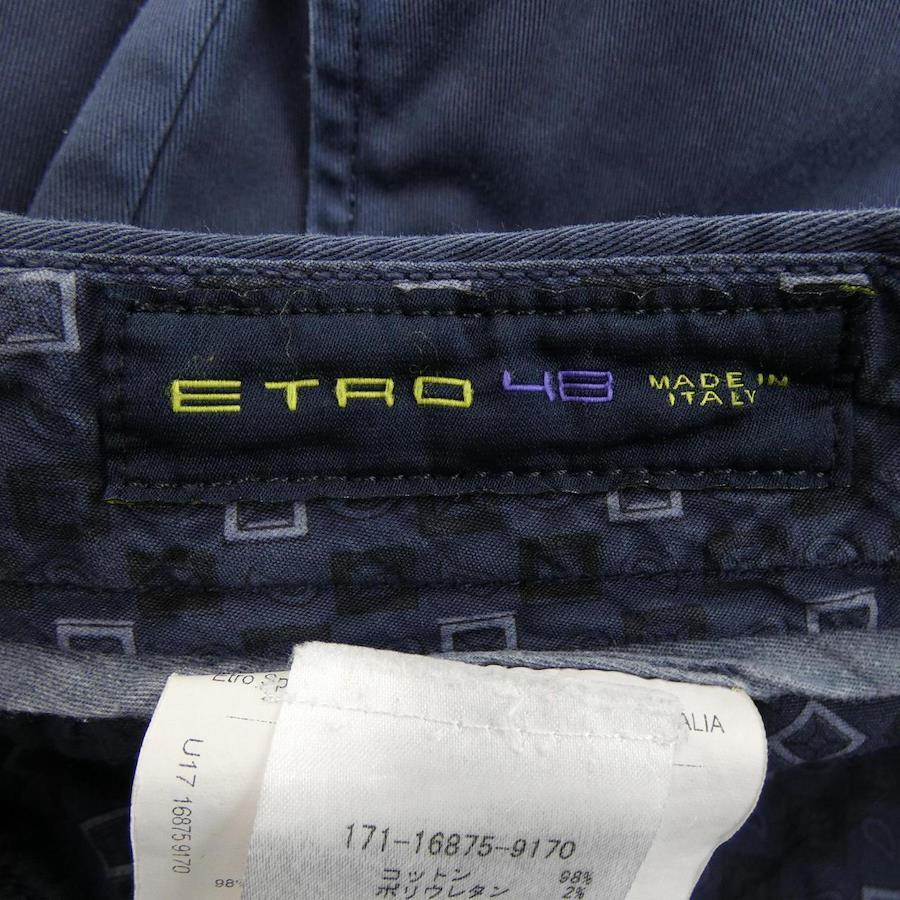 ETRO 48 MADE IN
ITALY
Etro
ALIA
U17 16875 9170
98%
171-16875-9170
コットン 98%
ポリウレタン 2%